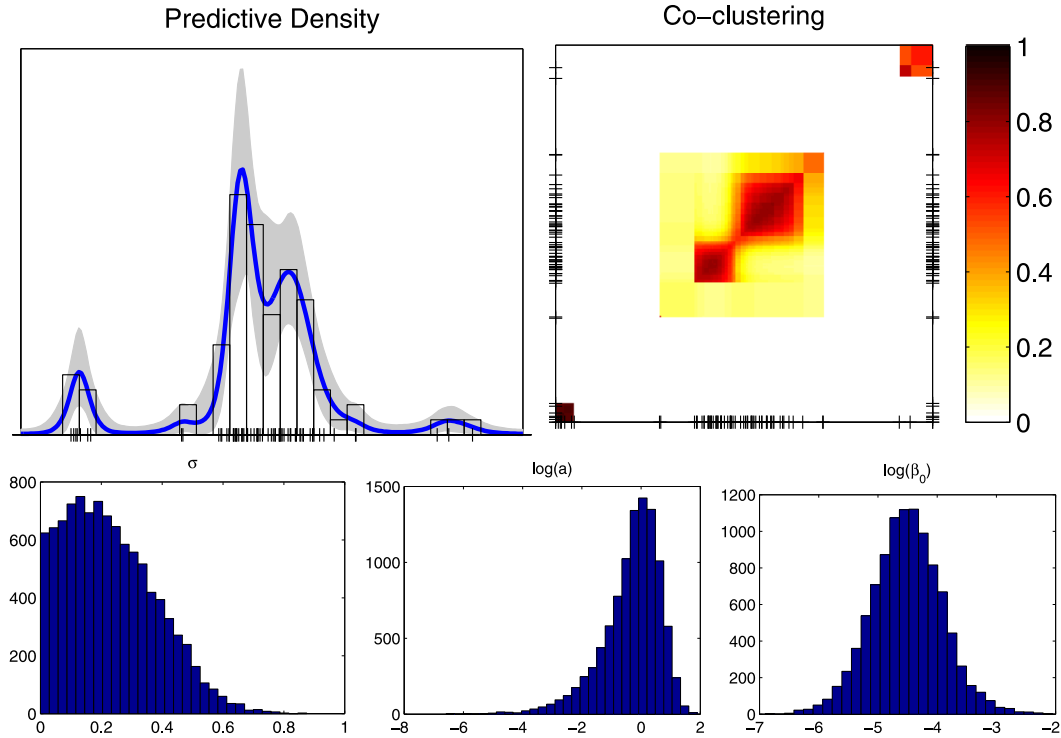 Predictive Density
Co−clustering
1
0.8
0.6
0.4
0.2
0
σ
log(a)
log(β₀)
800
600
400
200
0
0 0.2 0.4 0.6 0.8 1
1500
1000
500
0
−8 −6 −4 −2 0 2
1200
1000
800
600
400
200
0
−7 −6 −5 −4 −3 −2